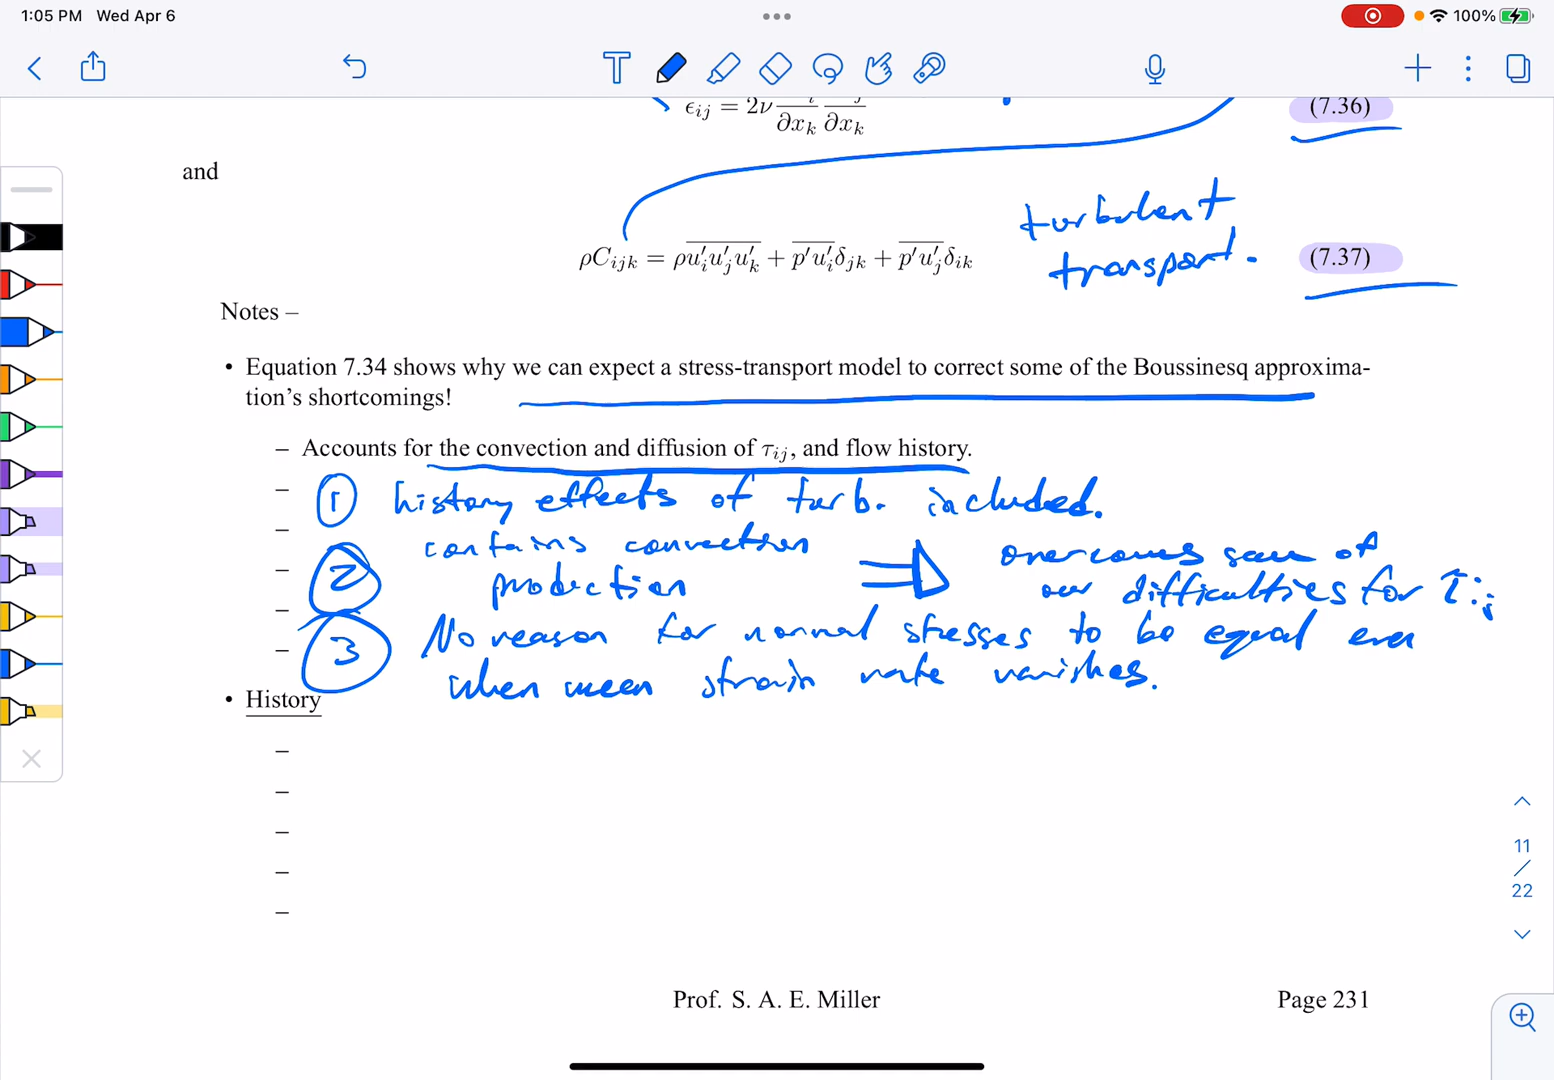 1:05 PM Wed Apr 6
100%
ϵij = 2ν ∂xk ∂xk (7.36)
and
turbulent
transport.
ρCijk = ρu′iu′ju′k + p′u′iδjk + p′u′jδik (7.37)
Notes –
• Equation 7.34 shows why we can expect a stress-transport model to correct some of the Boussinesq approxima-
tion's shortcomings!
– Accounts for the convection and diffusion of τij, and flow history.
– 1 history effects of turb. included.
– 2 contains convection
production ⇒ overcomes some of
our difficulties for τij
– 3 No reason for normal stresses to be equal even
when mean strain rate vanishes.
• History
–
–
–
–
–
11
/
22
Prof. S. A. E. Miller
Page 231